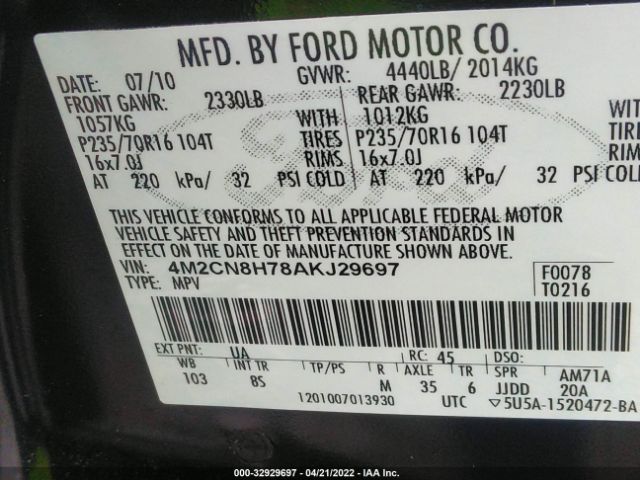 MFD. BY FORD MOTOR CO.
DATE: 07/10 GVWR: 4440LB/ 2014KG
FRONT GAWR: 2330LB REAR GAWR: 2230LB
1057KG WITH 1012KG WIT
P235/70R16 104T TIRES P235/70R16 104T TIRE
16x7.0J RIMS 16x7.0J RIM
AT 220 kPa/ 32 PSI COLD AT 220 kPa/ 32 PSI CO
THIS VEHICLE CONFORMS TO ALL APPLICABLE FEDERAL MOTOR
VEHICLE SAFETY AND THEFT PREVENTION STANDARDS IN
EFFECT ON THE DATE OF MANUFACTURE SHOWN ABOVE.
VIN: 4M2CN8H78AKJ29697 F0078
TYPE: MPV T0216
EXT PNT: UA RC: 45 DSO:
WB INT TR TP/PS R AXLE TR SPR AM71A
103 8S M 35 6 JJDD 20A
1201007013930 UTC ▽5U5A-1520472-BA
000-32929697 - 04/21/2022 - IAA Inc.